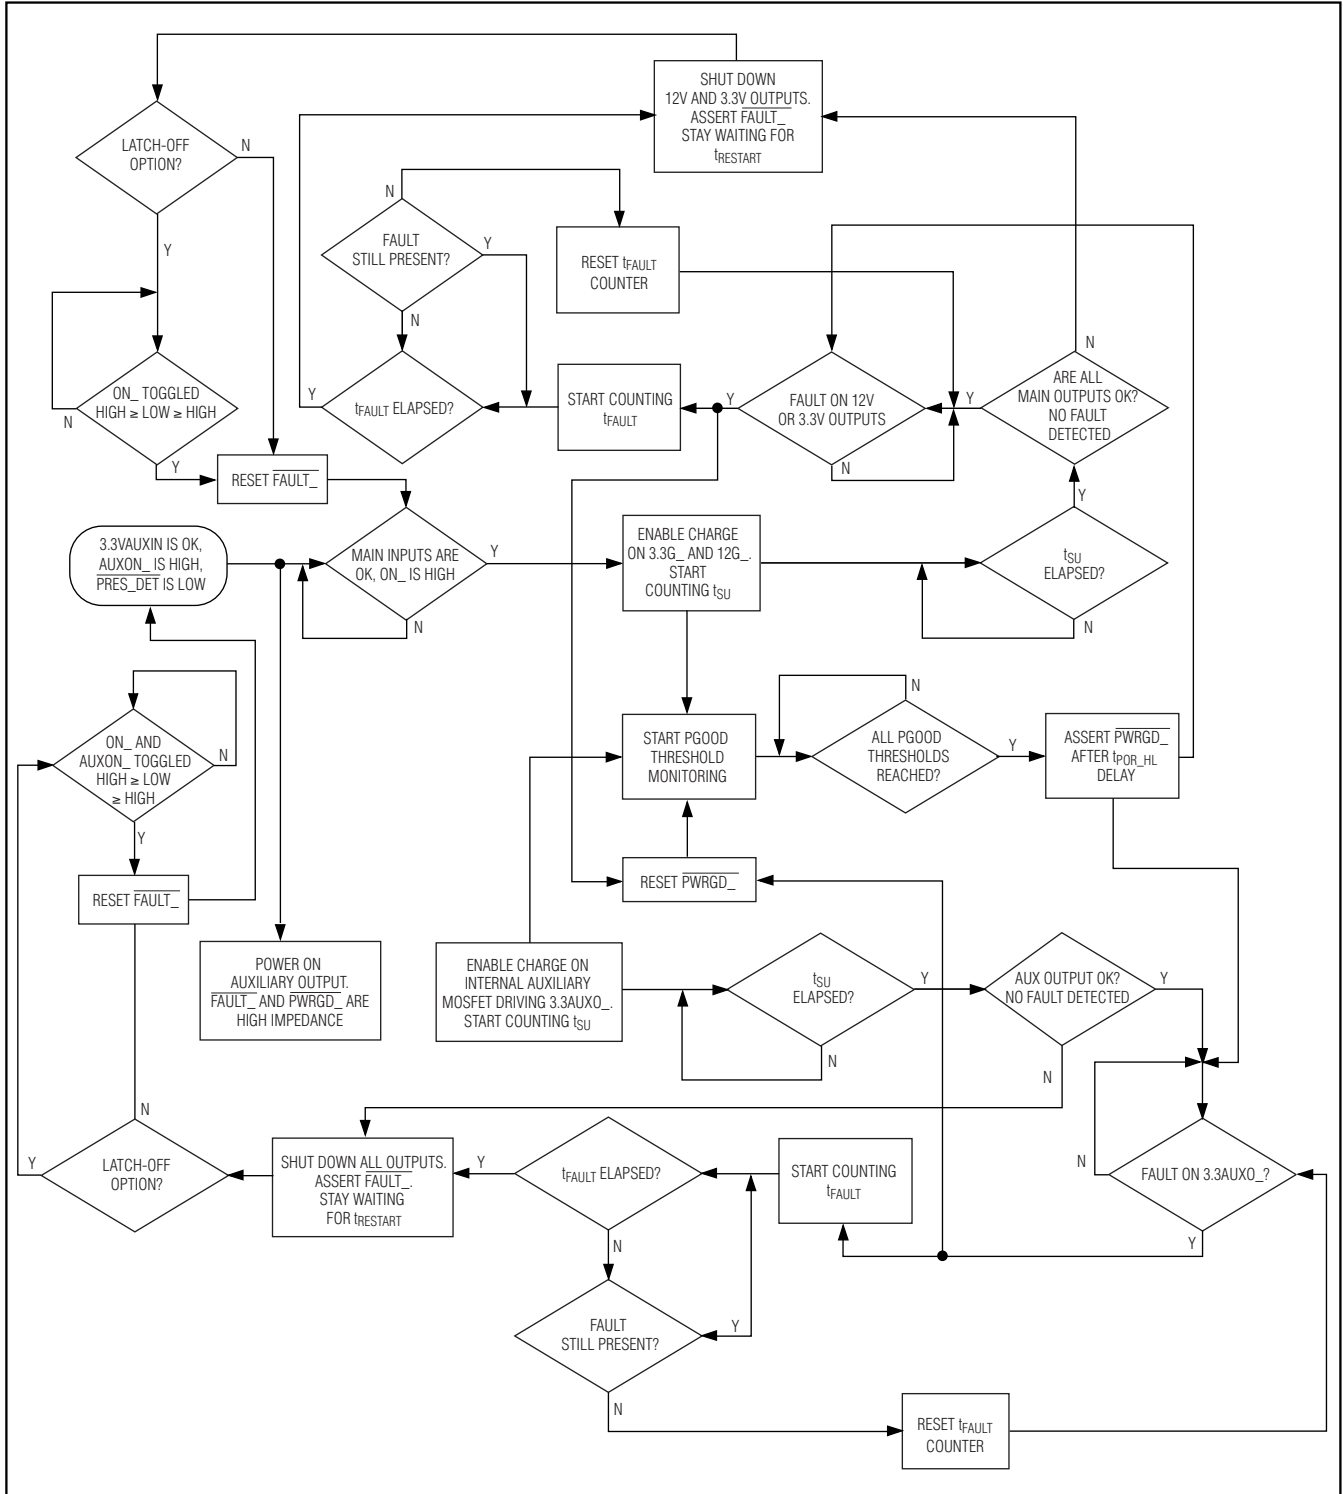 SHUT DOWN
12V AND 3.3V OUTPUTS.
ASSERT FAULT_
STAY WAITING FOR
tRESTART
LATCH-OFF
OPTION?
N
Y
N
FAULT
STILL PRESENT?
Y
N
RESET tFAULT
COUNTER
N
ARE ALL
MAIN OUTPUTS OK?
NO FAULT
DETECTED
Y
ON_ TOGGLED
HIGH ≥ LOW ≥ HIGH
N
Y
Y
tFAULT ELAPSED?
START COUNTING
tFAULT
Y
FAULT ON 12V
OR 3.3V OUTPUTS
N
RESET FAULT_
Y
3.3VAUXIN IS OK,
AUXON_ IS HIGH,
PRES_DET IS LOW
MAIN INPUTS ARE
OK, ON_ IS HIGH
Y
N
ENABLE CHARGE
ON 3.3G_ AND 12G_.
START
COUNTING tSU
tSU
ELAPSED?
N
ON_ AND
AUXON_ TOGGLED
HIGH ≥ LOW
≥ HIGH
N
Y
START PGOOD
THRESHOLD
MONITORING
N
ALL PGOOD
THRESHOLDS
REACHED?
Y
ASSERT PWRGD_
AFTER tPOR_HL
DELAY
RESET FAULT_
RESET PWRGD_
POWER ON
AUXILIARY OUTPUT.
FAULT_ AND PWRGD_ ARE
HIGH IMPEDANCE
ENABLE CHARGE ON
INTERNAL AUXILIARY
MOSFET DRIVING 3.3AUXO_.
START COUNTING tSU
tSU
ELAPSED?
Y
N
AUX OUTPUT OK?
NO FAULT DETECTED
Y
N
N
LATCH-OFF
OPTION?
Y
SHUT DOWN ALL OUTPUTS.
ASSERT FAULT_.
STAY WAITING
FOR tRESTART
Y
tFAULT ELAPSED?
N
START COUNTING
tFAULT
N
FAULT ON 3.3AUXO_?
Y
FAULT
STILL PRESENT?
Y
N
RESET tFAULT
COUNTER